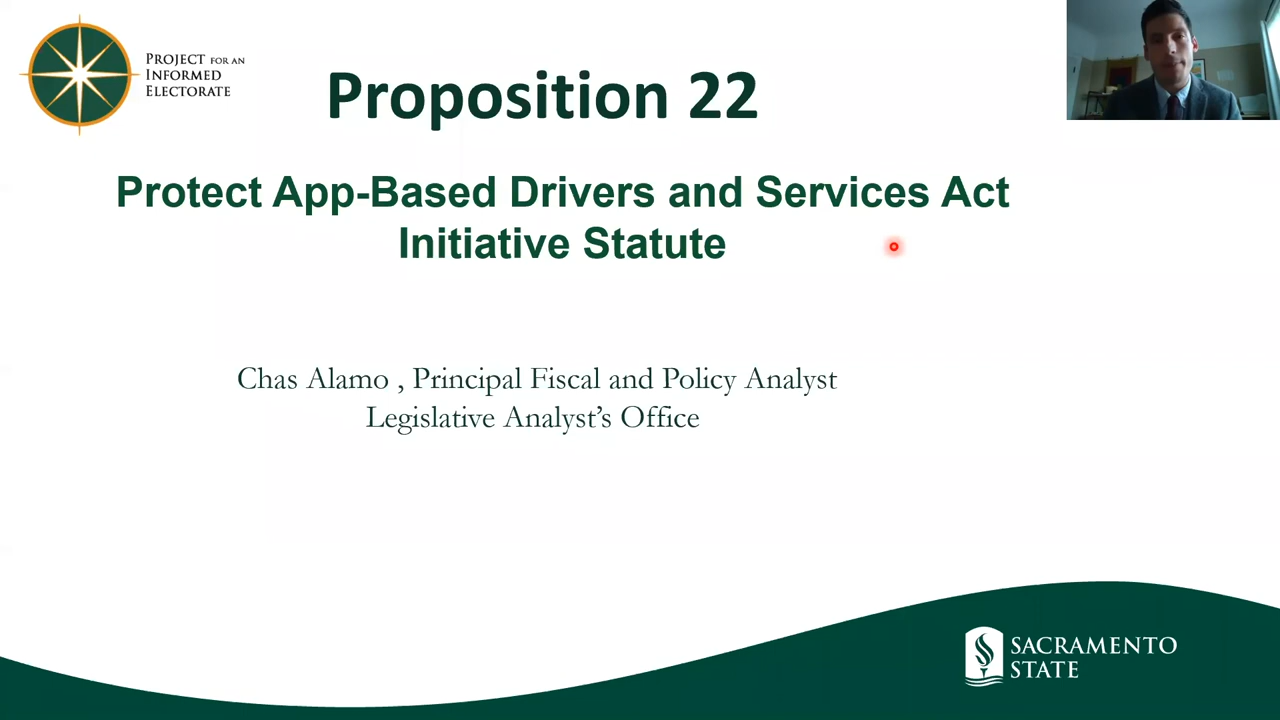 PROJECT FOR AN
INFORMED
ELECTORATE
Proposition 22
Protect App-Based Drivers and Services Act
Initiative Statute
Chas Alamo , Principal Fiscal and Policy Analyst
Legislative Analyst’s Office
SACRAMENTO
STATE